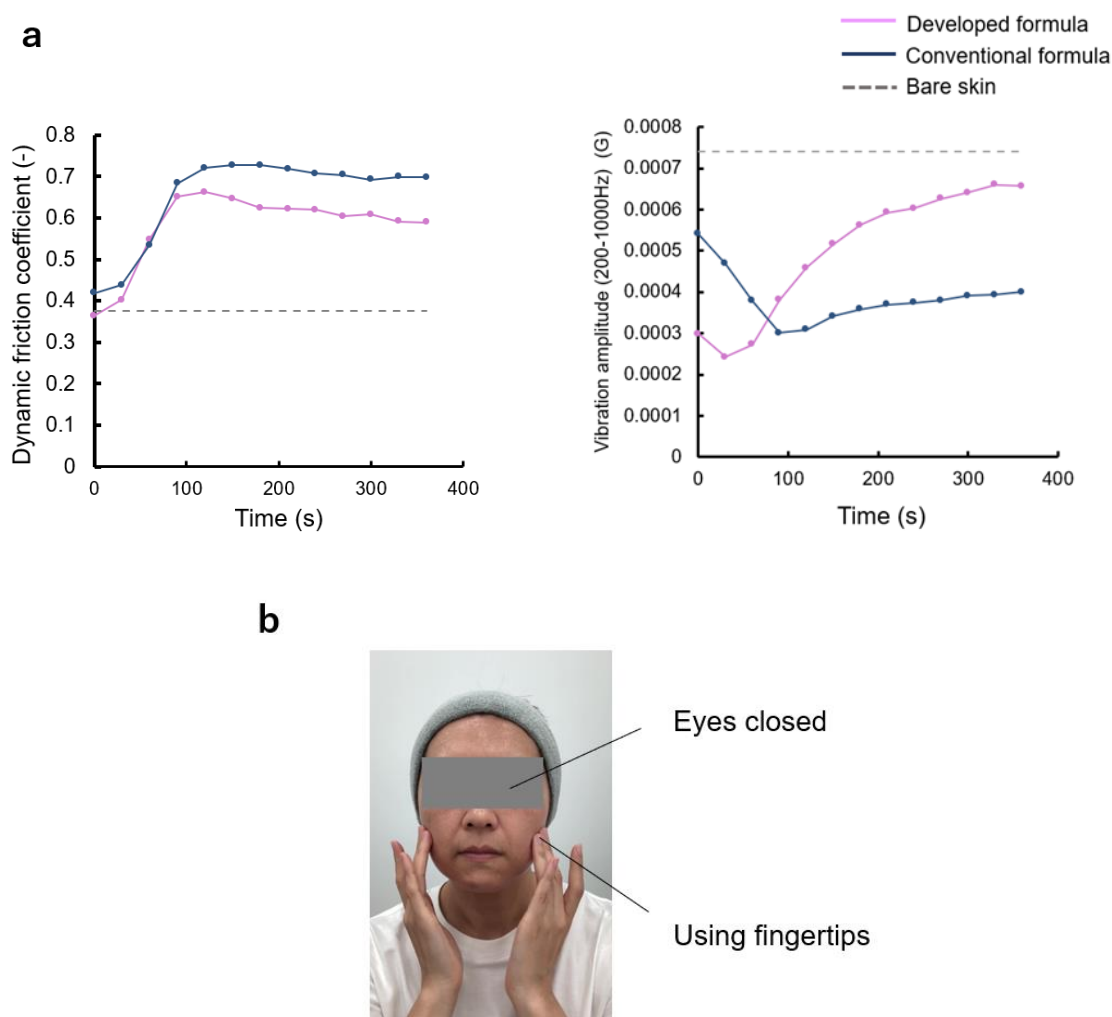 a
Developed formula
Conventional formula
Bare skin
Dynamic friction coefficient (-)
0.8
0.7
0.6
0.5
0.4
0.3
0.2
0.1
0
0 100 200 300 400
Time (s)
Vibration amplitude (200-1000Hz) (G)
0.0008
0.0007
0.0006
0.0005
0.0004
0.0003
0.0002
0.0001
0
0 100 200 300 400
Time (s)
b
Eyes closed
Using fingertips